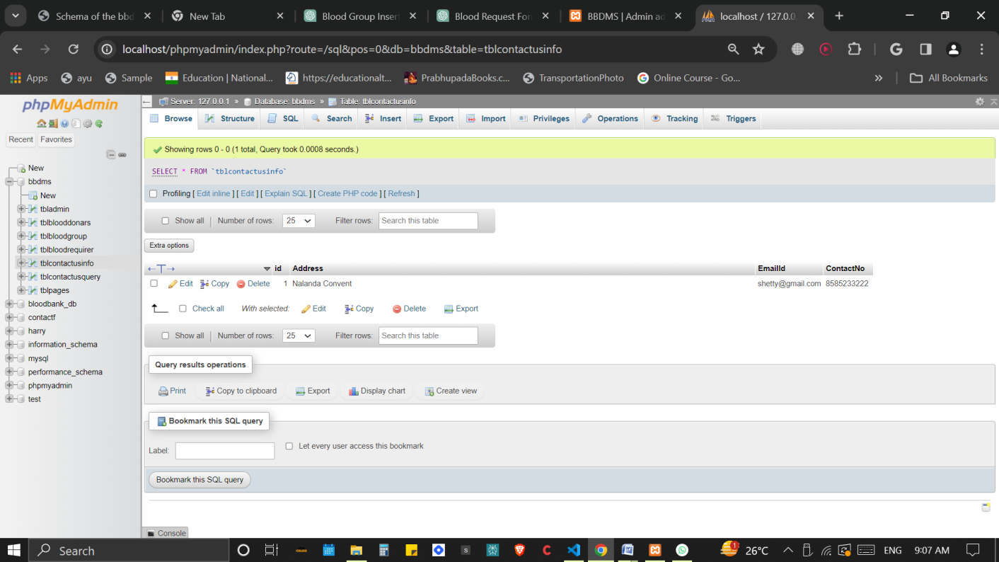 Schema of the bbd
New Tab
Blood Group Inser
Blood Request For
BBDMS | Admin ad
localhost / 127.0.0.
localhost/phpmyadmin/index.php?route=/sql&pos=0&db=bbdms&table=tblcontactusinfo
Apps ayu Sample Education | National... https://educationalt... PrabhupadaBooks.c... TransportationPhoto Online Course - Go... » All Bookmarks
phpMyAdmin
Recent Favorites
New
bbdms
New
tbladmin
tblblooddonars
tblbloodgroup
tblbloodrequirer
tblcontactusinfo
tblcontactusquery
tblpages
bloodbank_db
contactf
harry
information_schema
mysql
performance_schema
phpmyadmin
test
Server: 127.0.0.1 » Database: bbdms » Table: tblcontactusinfo
Browse Structure SQL Search Insert Export Import Privileges Operations Tracking Triggers
Showing rows 0 - 0 (1 total, Query took 0.0008 seconds.)
SELECT * FROM `tblcontactusinfo`
Profiling [ Edit inline ] [ Edit ] [ Explain SQL ] [ Create PHP code ] [ Refresh ]
Show all | Number of rows: 25 Filter rows: Search this table
Extra options
←T→ id Address EmailId ContactNo
Edit Copy Delete 1 Nalanda Convent shetty@gmail.com 8585233222
Check all With selected: Edit Copy Delete Export
Show all | Number of rows: 25 Filter rows: Search this table
Query results operations
Print Copy to clipboard Export Display chart Create view
Bookmark this SQL query
Label: Let every user access this bookmark
Bookmark this SQL query
Console
Search
1 26°C ENG 9:07 AM